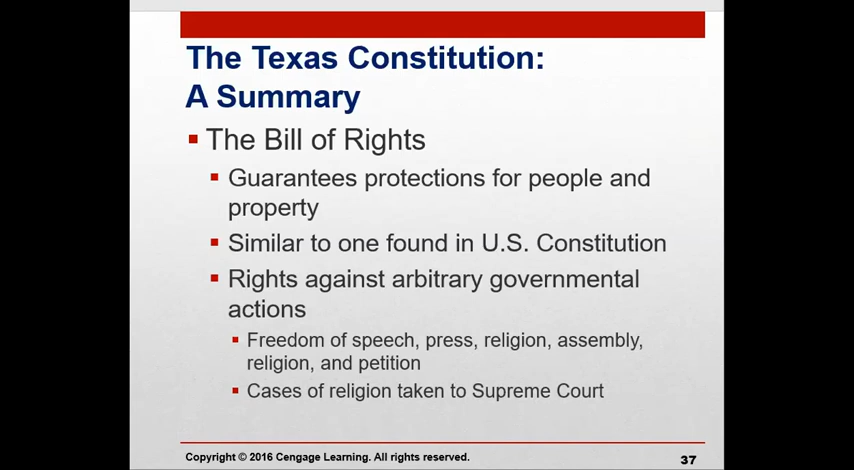 The Texas Constitution:
A Summary
The Bill of Rights
Guarantees protections for people and
property
Similar to one found in U.S. Constitution
Rights against arbitrary governmental
actions
Freedom of speech, press, religion, assembly,
religion, and petition
Cases of religion taken to Supreme Court
Copyright © 2016 Cengage Learning. All rights reserved.
37